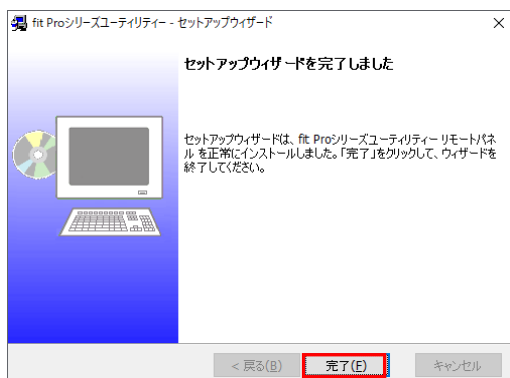 fit Proシリーズユーティリティー - セットアップウィザード
セットアップウィザードを完了しました
セットアップウィザードは、fit Proシリーズユーティリティー リモートパネ
ル を正常にインストールしました。「完了」をクリックして、ウィザードを
終了してください。
< 戻る(B) 完了(F) キャンセル